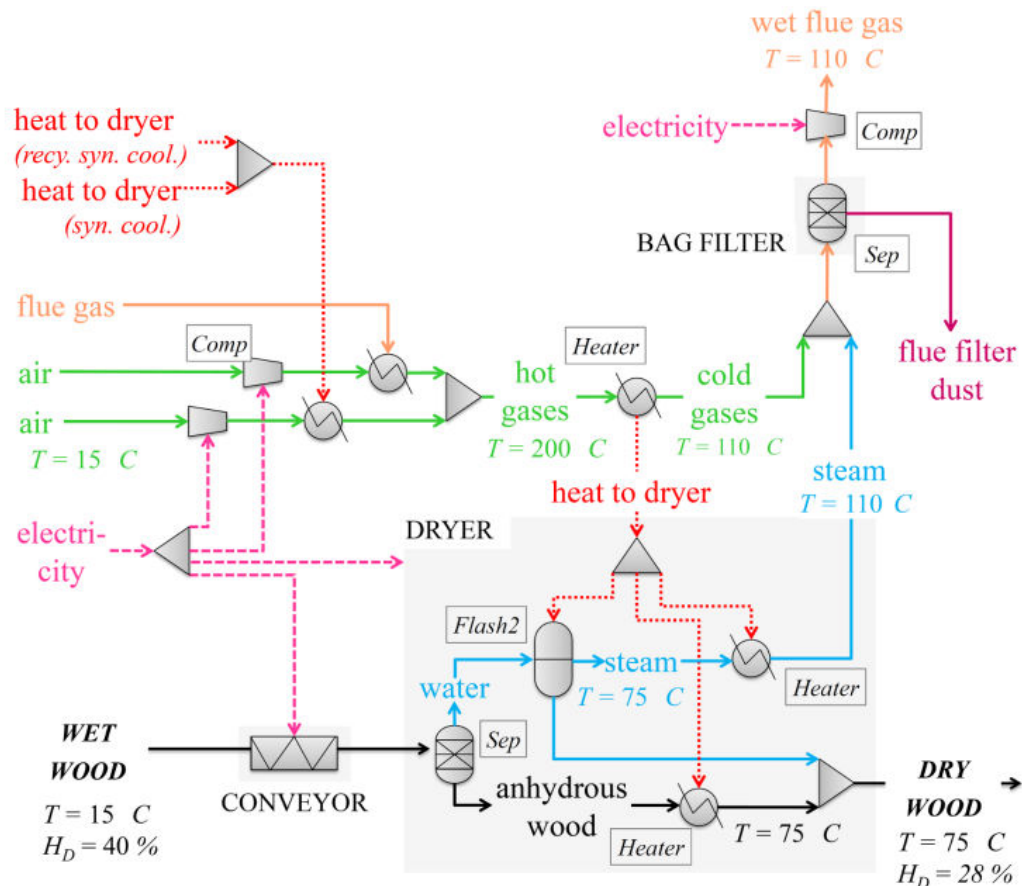 wet flue gas
T = 110 C
heat to dryer
(recy. syn. cool.)
electricity
Comp
heat to dryer
(syn. cool.)
BAG FILTER
Sep
flue gas
Comp
Heater
flue filter
dust
air
hot
gases
T = 200 C
cold
gases
T = 110 C
air
T = 15 C
steam
T = 110 C
heat to dryer
electri-
city
DRYER
Flash2
steam
T = 75 C
water
Heater
Sep
WET
WOOD
T = 15 C
H_D = 40 %
CONVEYOR
anhydrous
wood
Heater
T = 75 C
DRY
WOOD
T = 75 C
H_D = 28 %